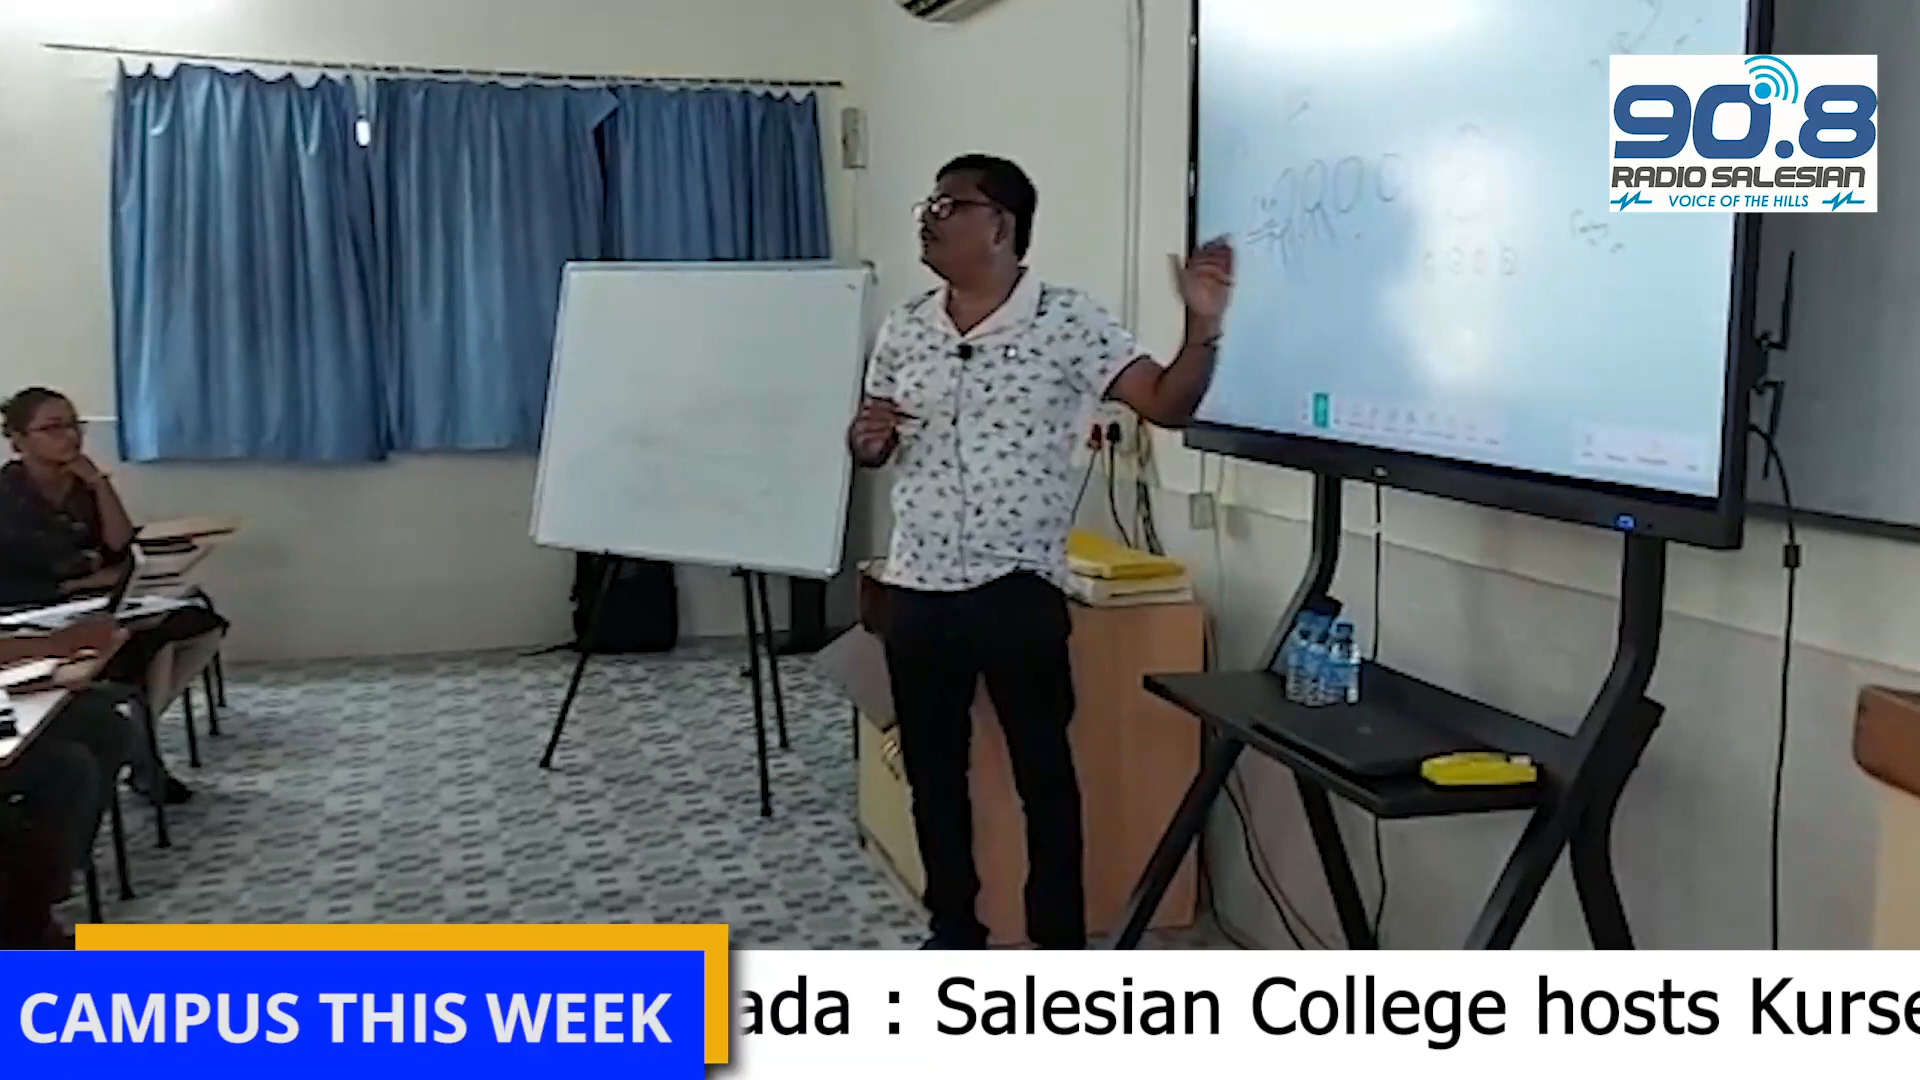 90.8
RADIO SALESIAN
VOICE OF THE HILLS
CAMPUS THIS WEEK
ada : Salesian College hosts Kurse